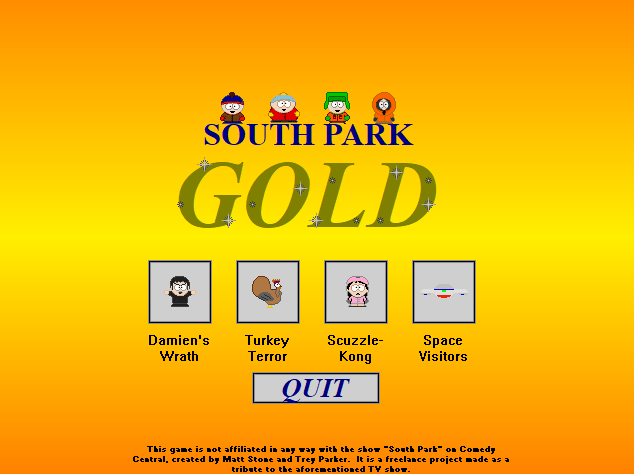 SOUTH PARK
GOLD
Damien's
Wrath
Turkey
Terror
Scuzzle-
Kong
Space
Visitors
QUIT
This game is not affiliated in any way with the show "South Park" on Comedy
Central, created by Matt Stone and Trey Parker.  It is a freelance project made as a
tribute to the aforementioned TV show.